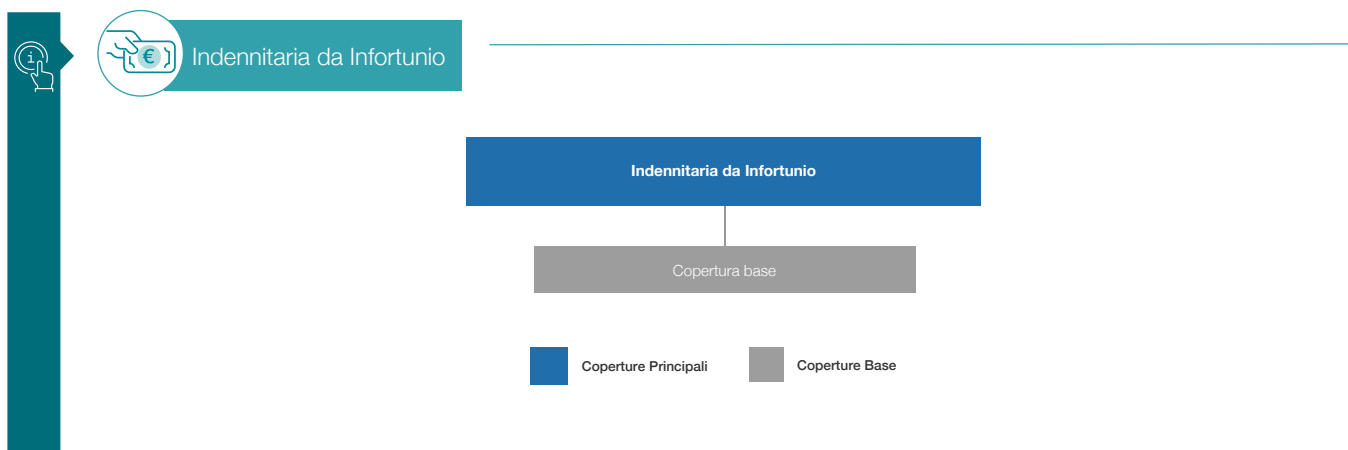 Indennitaria da Infortunio
Indennitaria da Infortunio
Copertura base
Coperture Principali
Coperture Base